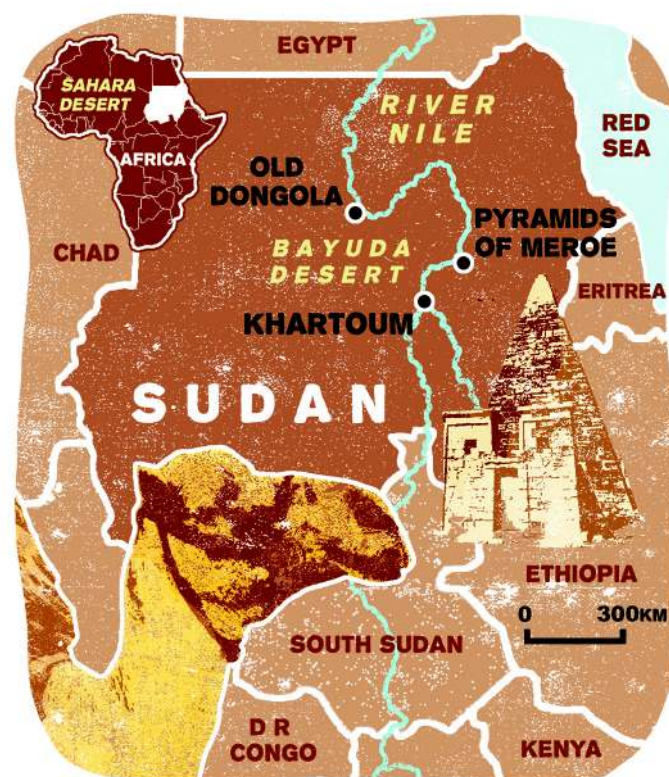 EGYPT
SAHARA
DESERT
AFRICA
RIVER
NILE
RED
SEA
OLD
DONGOLA
PYRAMIDS
OF MEROE
CHAD
BAYUDA
DESERT
ERITREA
KHARTOUM
SUDAN
ETHIOPIA
0 300KM
SOUTH SUDAN
D R
CONGO
KENYA